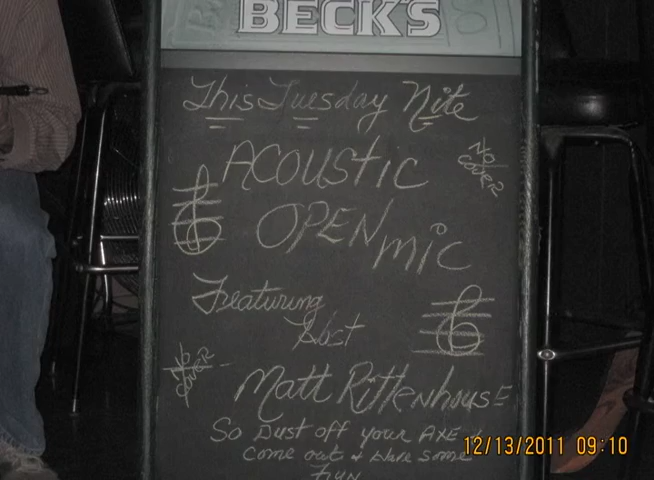 BECK'S
This Tuesday Nite
ACOUSTIC
NO COVER
OPEN mic
Featuring
Host
NO COVER
Matt Rittenhouse
So Dust off your AXE &
come out & Have some
Fun
12/13/2011 09:10